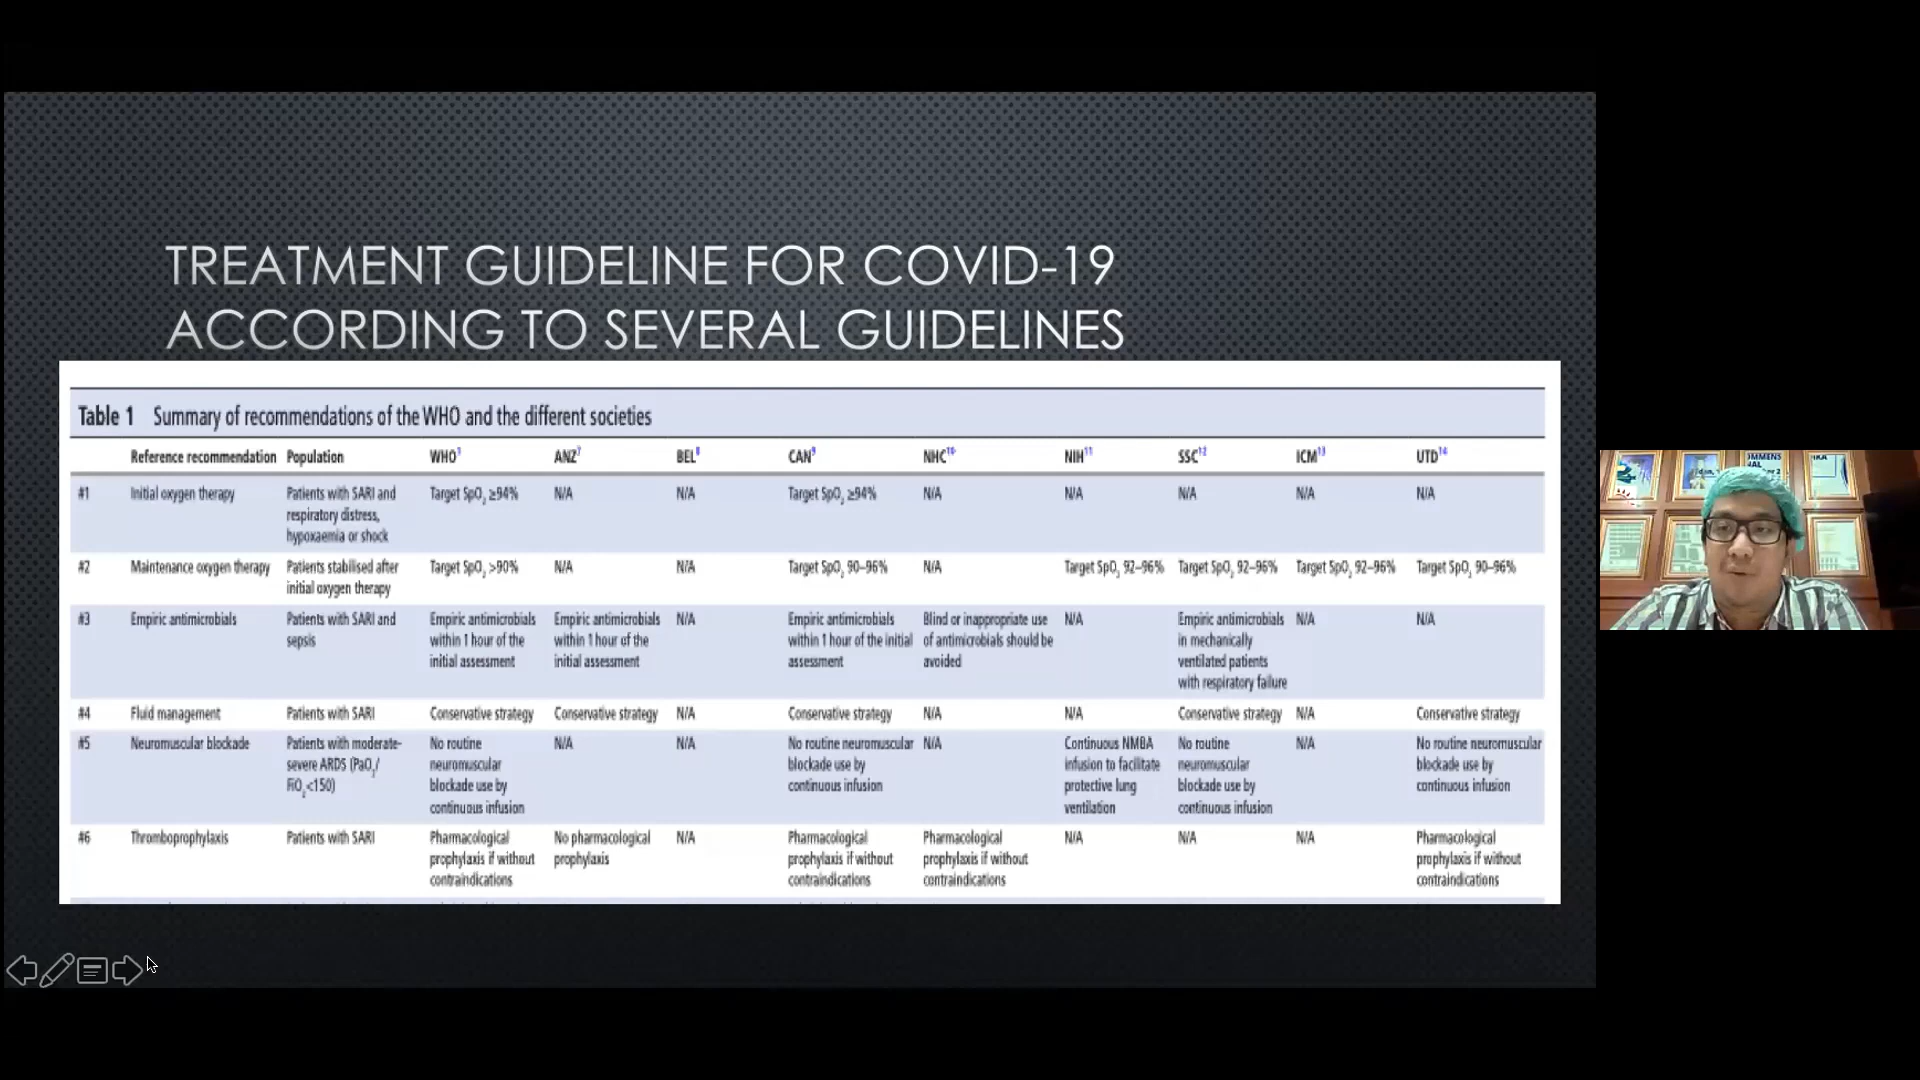 TREATMENT GUIDELINE FOR COVID-19
ACCORDING TO SEVERAL GUIDELINES
Table 1 Summary of recommendations of the WHO and the different societies
Reference recommendation Population WHO1 ANZ7 BEL8 CAN9 NHC10 NIH11 SSC12 ICM13 UTD14
#1 Initial oxygen therapy Patients with SARI and Target SpO2 ≥94% N/A N/A Target SpO2 ≥94% N/A N/A N/A N/A N/A
respiratory distress,
hypoxaemia or shock
#2 Maintenance oxygen therapy Patients stabilised after Target SpO2 >90% N/A N/A Target SpO2 90–96% N/A Target SpO2 92–96% Target SpO2 92–96% Target SpO2 92–96% Target SpO2 90–96%
initial oxygen therapy
#3 Empiric antimicrobials Patients with SARI and Empiric antimicrobials Empiric antimicrobials N/A Empiric antimicrobials Blind or inappropriate use N/A Empiric antimicrobials N/A N/A
sepsis within 1 hour of the within 1 hour of the within 1 hour of the initial of antimicrobials should be in mechanically
initial assessment initial assessment assessment avoided ventilated patients
with respiratory failure
#4 Fluid management Patients with SARI Conservative strategy Conservative strategy N/A Conservative strategy N/A N/A Conservative strategy N/A Conservative strategy
#5 Neuromuscular blockade Patients with moderate- No routine N/A N/A No routine neuromuscular N/A Continuous NMBA No routine N/A No routine neuromuscular
severe ARDS (PaO2/ neuromuscular blockade use by infusion to facilitate neuromuscular blockade use by
FiO2<150) blockade use by continuous infusion protective lung blockade use by continuous infusion
continuous infusion ventilation continuous infusion
#6 Thromboprophylaxis Patients with SARI Pharmacological No pharmacological N/A Pharmacological Pharmacological N/A N/A N/A Pharmacological
prophylaxis if without prophylaxis prophylaxis if without prophylaxis if without prophylaxis if without
contraindications contraindications contraindications contraindications